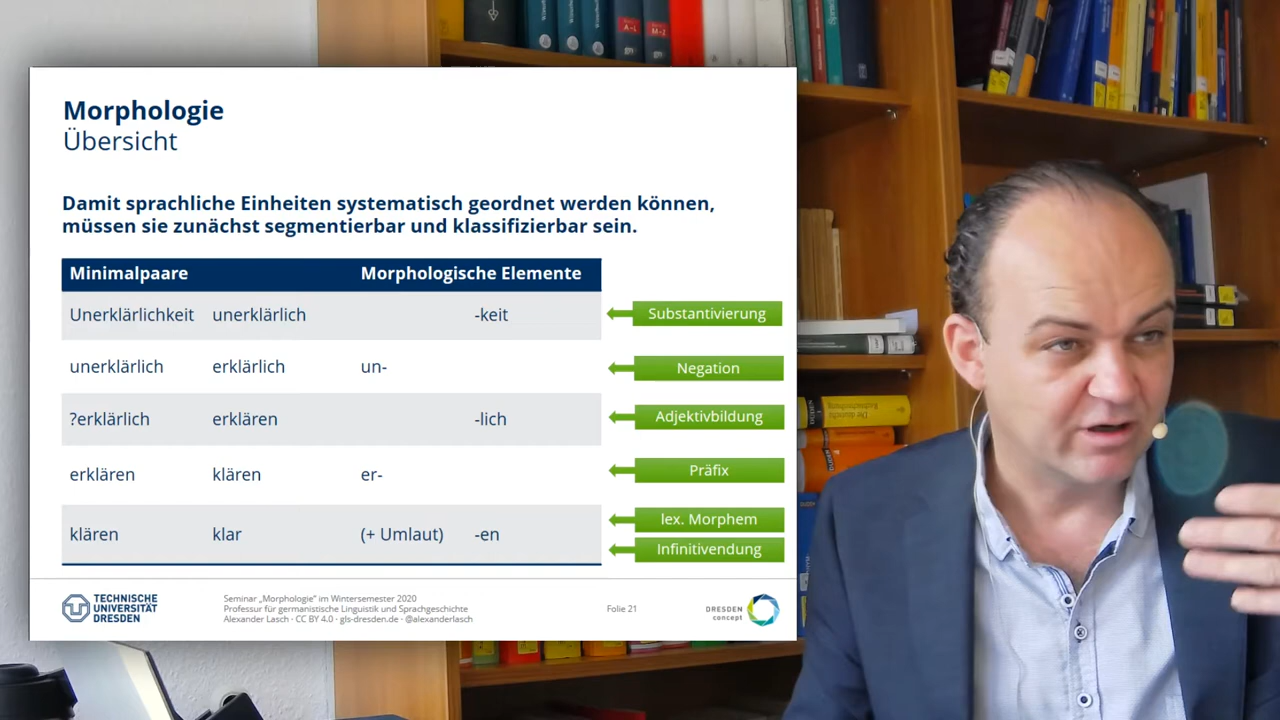 A-L
M-Z
Morphologie
Übersicht
Damit sprachliche Einheiten systematisch geordnet werden können,
müssen sie zunächst segmentierbar und klassifizierbar sein.
Minimalpaare Morphologische Elemente
Unerklärlichkeit unerklärlich -keit Substantivierung
unerklärlich erklärlich un- Negation
?erklärlich erklären -lich Adjektivbildung
erklären klären er- Präfix
klären klar (+ Umlaut) -en lex. Morphem
Infinitivendung
TECHNISCHE
UNIVERSITÄT
DRESDEN
Seminar „Morphologie“ im Wintersemester 2020
Professur für germanistische Linguistik und Sprachgeschichte
Alexander Lasch · CC BY 4.0 · gls-dresden.de · @alexanderlasch
Folie 21
DRESDEN
concept